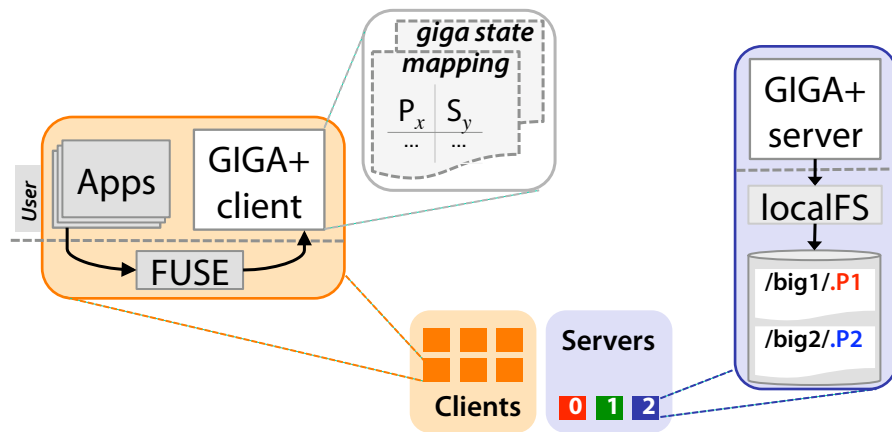 giga state
mapping
Px Sy
... ...
User
Apps
GIGA+
client
FUSE
GIGA+
server
localFS
/big1/.P1
/big2/.P2
Clients
Servers
0 1 2